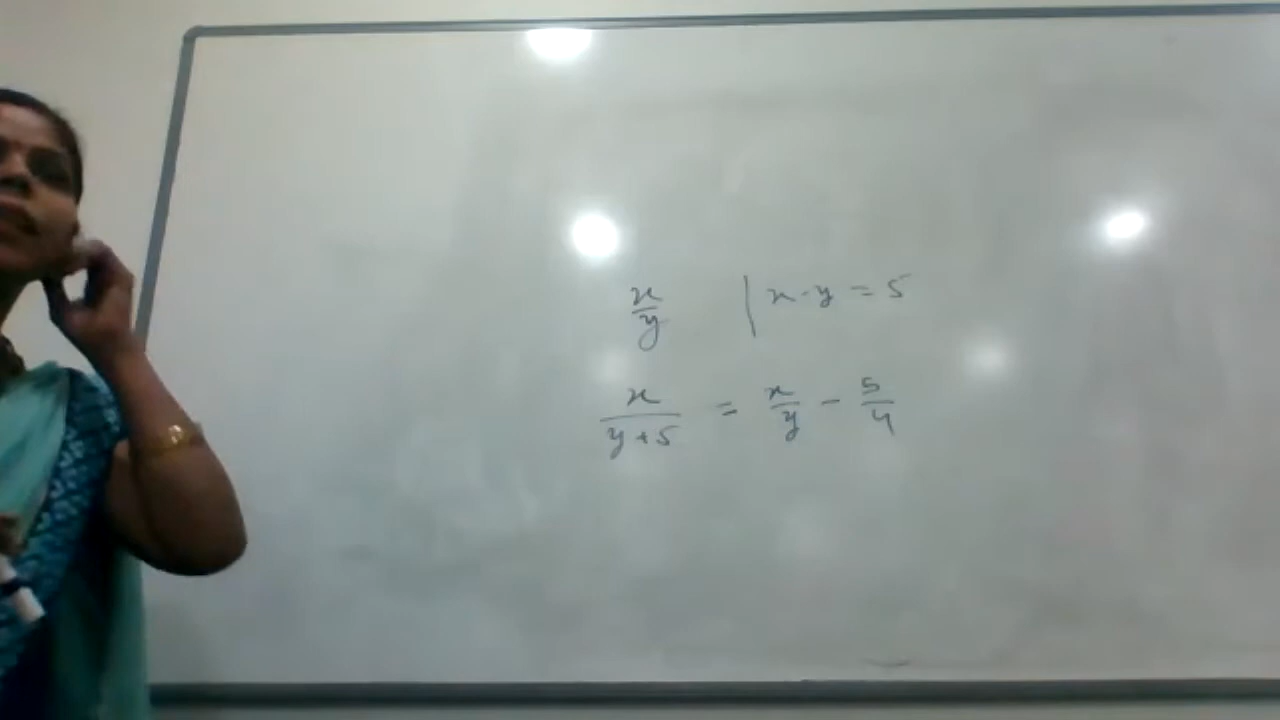 x/y | x - y = 5
x/(y+5) = x/y - 5/4